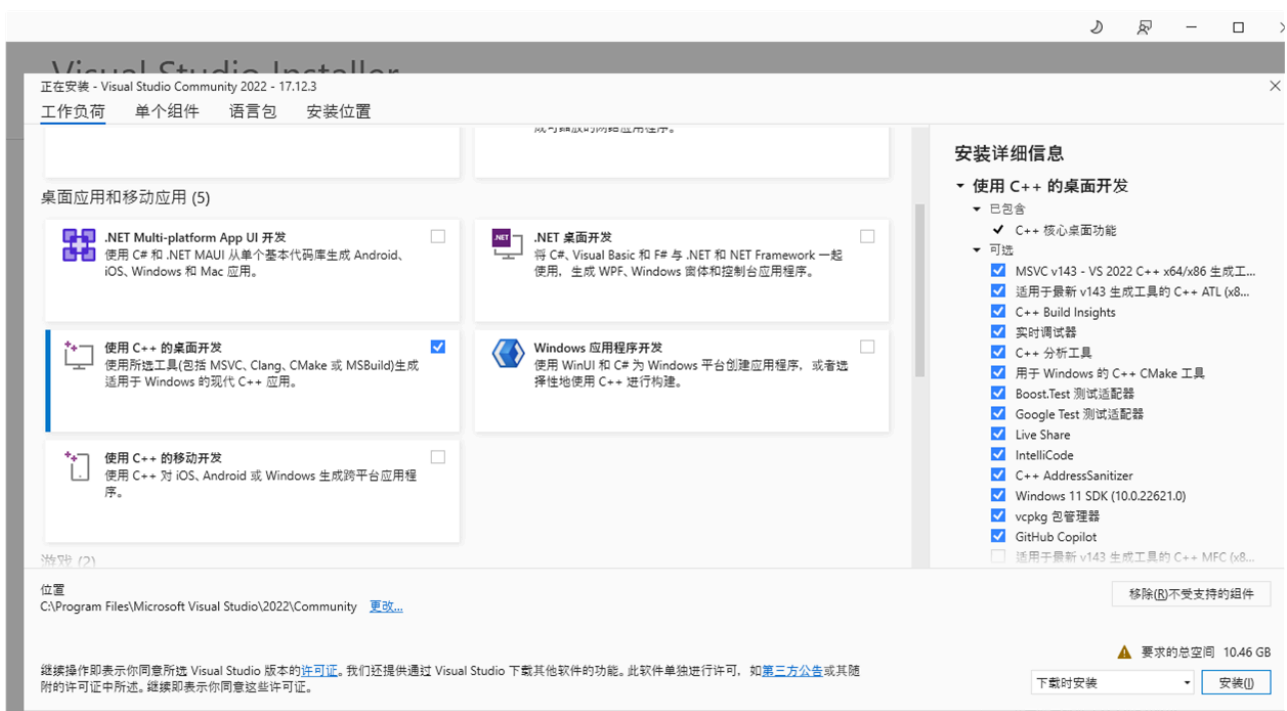 Visual Studio Installer
正在安装 - Visual Studio Community 2022 - 17.12.3
工作负荷 单个组件 语言包 安装位置
桌面应用和移动应用 (5)
.NET Multi-platform App UI 开发
使用 C# 和 .NET MAUI 从单个基本代码库生成 Android、
iOS、Windows 和 Mac 应用。
.NET
.NET 桌面开发
将 C#、Visual Basic 和 F# 与 .NET 和 .NET Framework 一起
使用，生成 WPF、Windows 窗体和控制台应用程序。
使用 C++ 的桌面开发
使用所选工具(包括 MSVC、Clang、CMake 或 MSBuild)生成
适用于 Windows 的现代 C++ 应用。
Windows 应用程序开发
使用 WinUI 和 C# 为 Windows 平台创建应用程序，或者选
择性地使用 C++ 进行构建。
使用 C++ 的移动开发
使用 C++ 对 iOS、Android 或 Windows 生成跨平台应用程
序。
游戏 (2)
安装详细信息
使用 C++ 的桌面开发
已包含
C++ 核心桌面功能
可选
MSVC v143 - VS 2022 C++ x64/x86 生成工...
适用于最新 v143 生成工具的 C++ ATL (x8...
C++ Build Insights
实时调试器
C++ 分析工具
用于 Windows 的 C++ CMake 工具
Boost.Test 测试适配器
Google Test 测试适配器
Live Share
IntelliCode
C++ AddressSanitizer
Windows 11 SDK (10.0.22621.0)
vcpkg 包管理器
GitHub Copilot
适用于最新 v143 生成工具的 C++ MFC (x8...
位置
C:\Program Files\Microsoft Visual Studio\2022\Community 更改...
移除(R)不受支持的组件
要求的总空间 10.46 GB
继续操作即表示你同意所选 Visual Studio 版本的许可证。我们还提供通过 Visual Studio 下载其他软件的功能。此软件单独进行许可，如第三方公告或其随
附的许可证中所述。继续即表示你同意这些许可证。
下载时安装
安装(I)